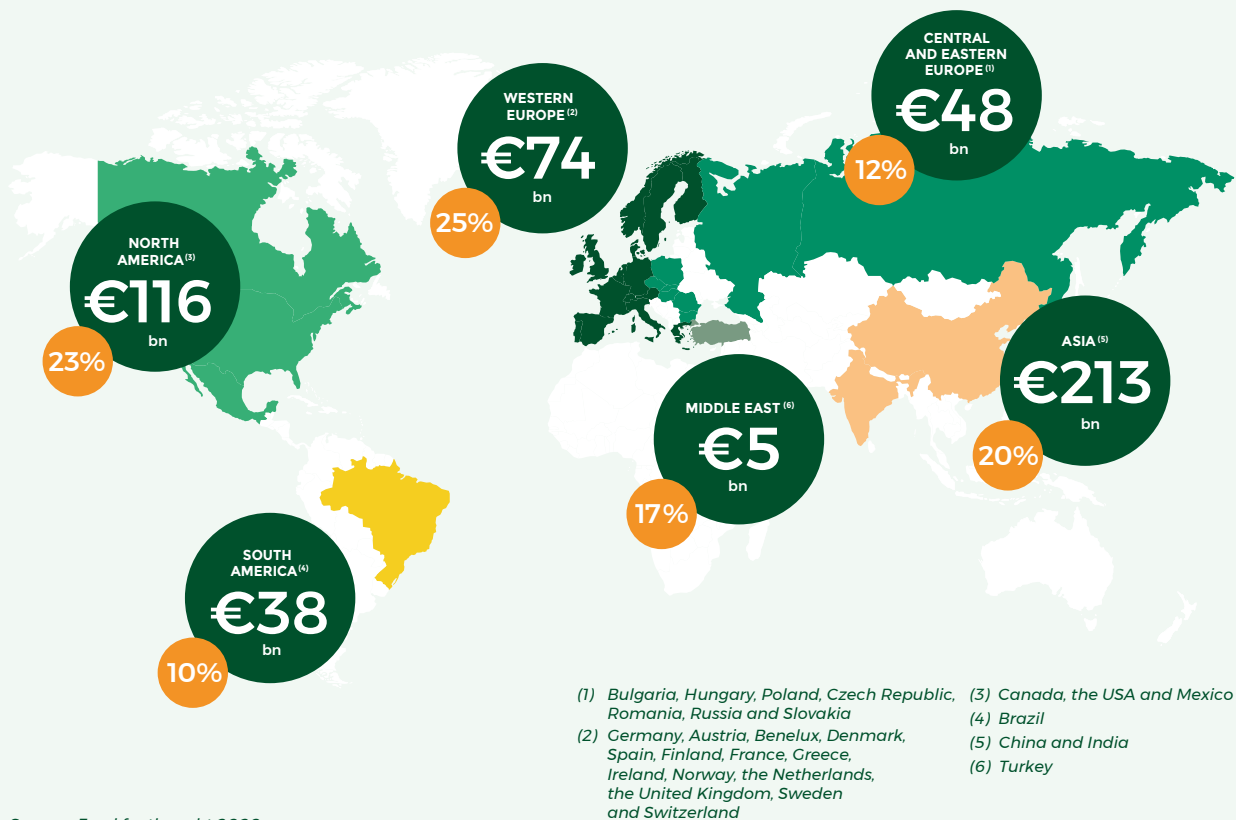 CENTRAL
AND EASTERN
EUROPE (1)
€48
bn
12%
WESTERN
EUROPE (2)
€74
bn
25%
NORTH
AMERICA (3)
€116
bn
23%
ASIA (5)
€213
bn
20%
MIDDLE EAST (6)
€5
bn
17%
SOUTH
AMERICA (4)
€38
bn
10%
(1) Bulgaria, Hungary, Poland, Czech Republic,
Romania, Russia and Slovakia
(2) Germany, Austria, Benelux, Denmark,
Spain, Finland, France, Greece,
Ireland, Norway, the Netherlands,
the United Kingdom, Sweden
and Switzerland
(3) Canada, the USA and Mexico
(4) Brazil
(5) China and India
(6) Turkey